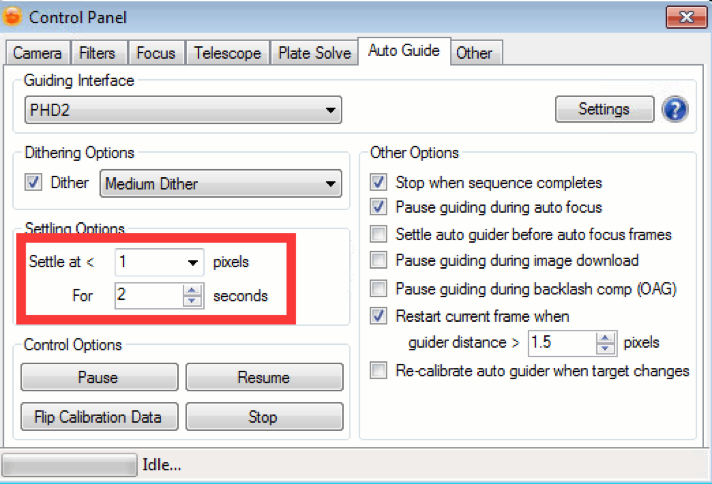 Control Panel
Camera Filters Focus Telescope Plate Solve Auto Guide Other
Guiding Interface
PHD2
Settings
?
Dithering Options
Dither Medium Dither
Settling Options
Settle at < 1 pixels
For 2 seconds
Control Options
Pause Resume
Flip Calibration Data Stop
Other Options
Stop when sequence completes
Pause guiding during auto focus
Settle auto guider before auto focus frames
Pause guiding during image download
Pause guiding during backlash comp (OAG)
Restart current frame when
guider distance > 1.5 pixels
Re-calibrate auto guider when target changes
Idle...